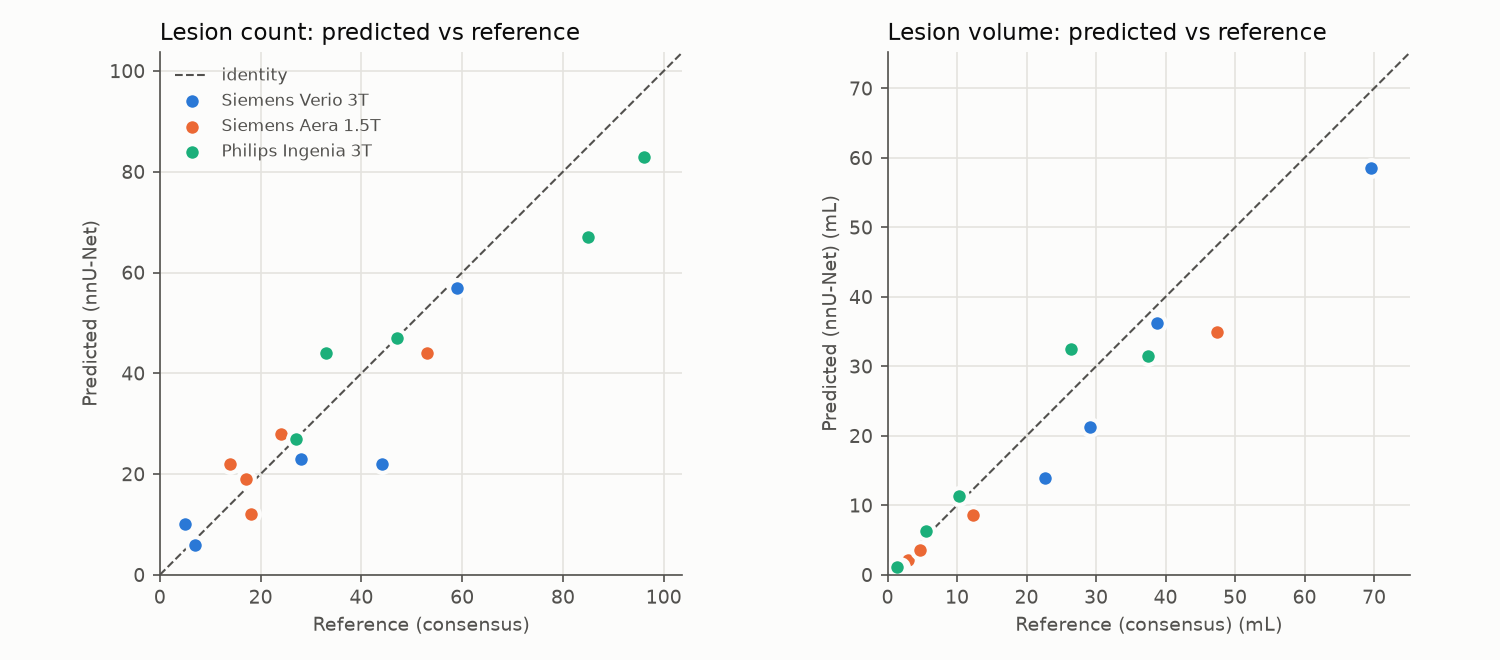 Lesion count: predicted vs reference
identity
Siemens Verio 3T
Siemens Aera 1.5T
Philips Ingenia 3T
100
80
60
40
20
0
Predicted (nnU-Net)
0 20 40 60 80 100
Reference (consensus)
Lesion volume: predicted vs reference
70
60
50
40
30
20
10
0
Predicted (nnU-Net) (mL)
0 10 20 30 40 50 60 70
Reference (consensus) (mL)